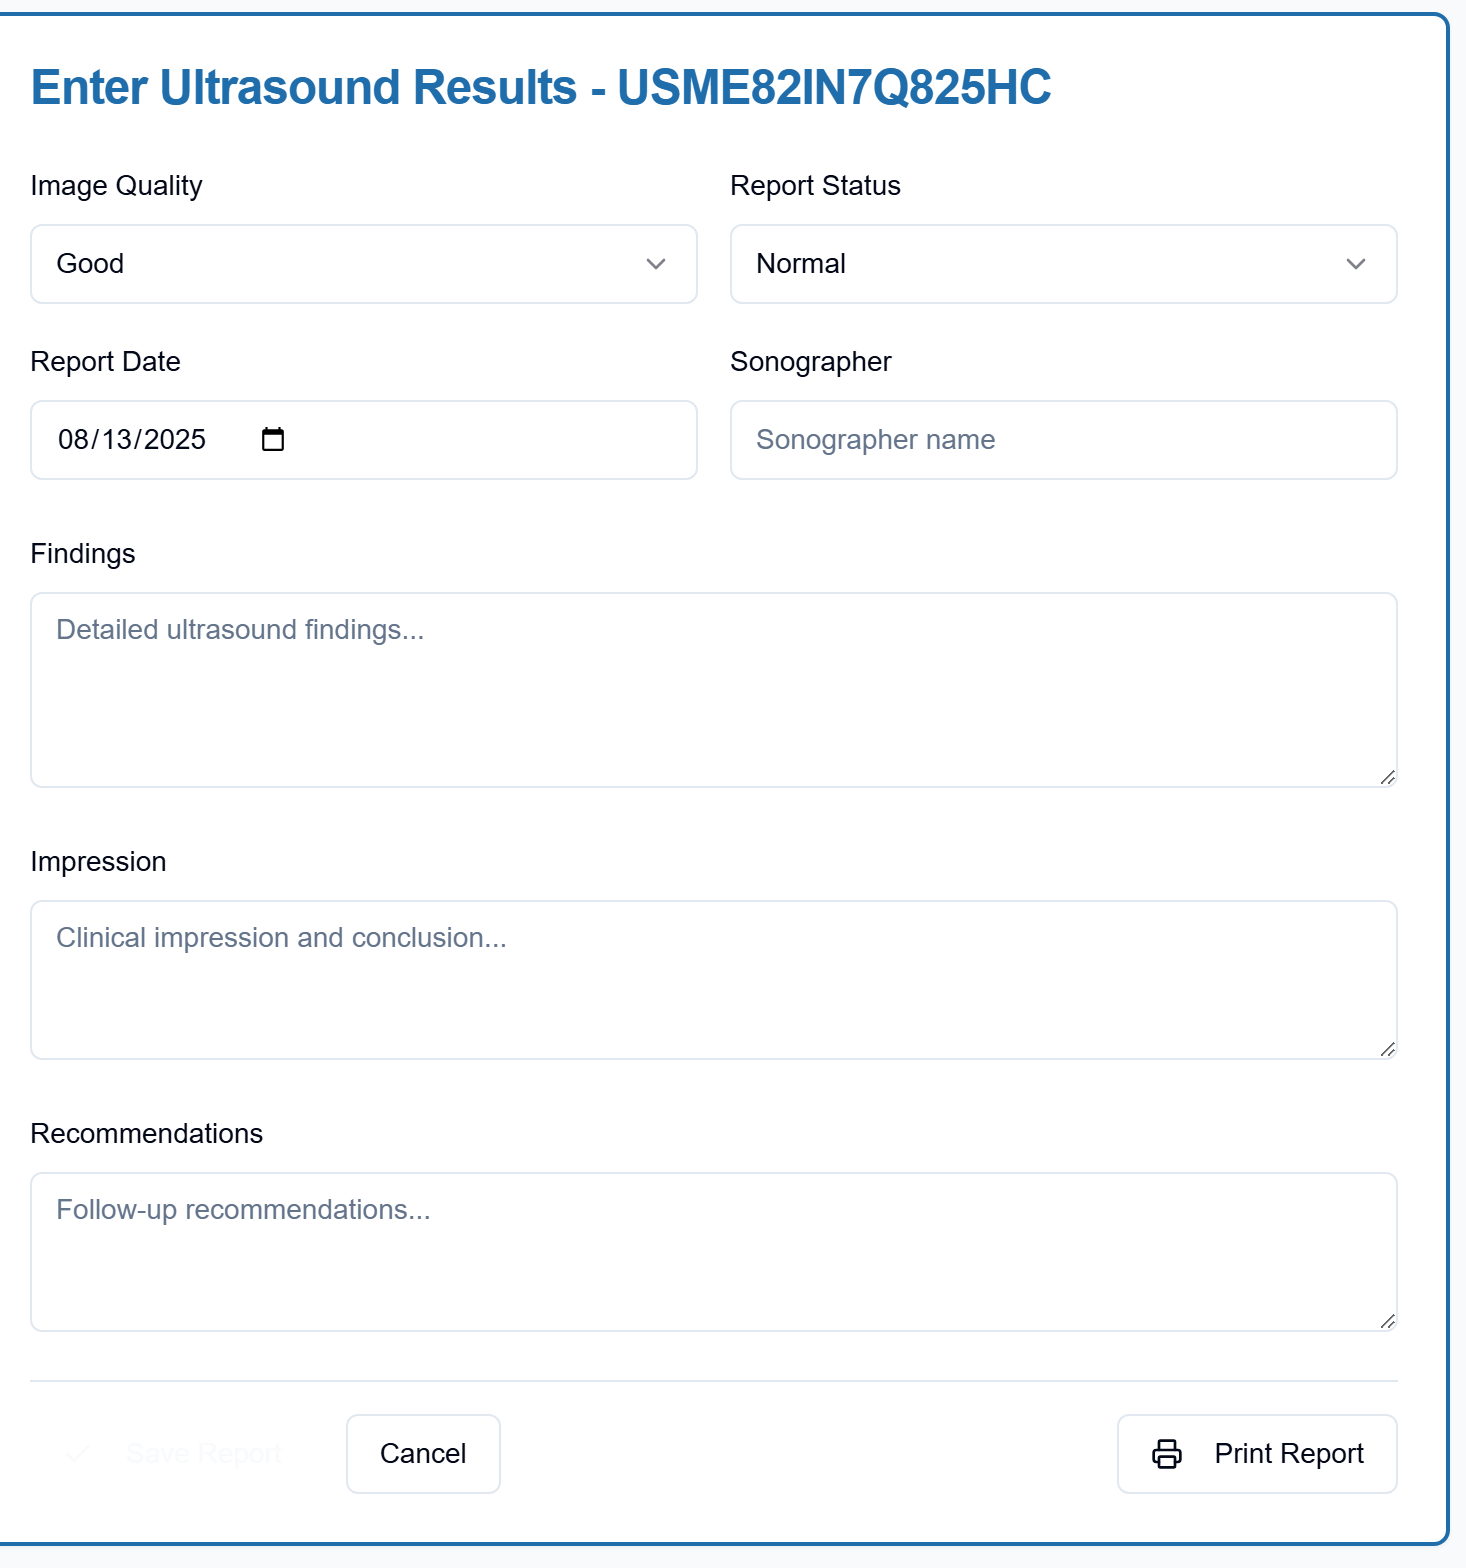 Enter Ultrasound Results - USME82IN7Q825HC
Image Quality
Report Status
Good
Normal
Report Date
Sonographer
08/13/2025
Sonographer name
Findings
Detailed ultrasound findings...
Impression
Clinical impression and conclusion...
Recommendations
Follow-up recommendations...
Save Report
Cancel
Print Report